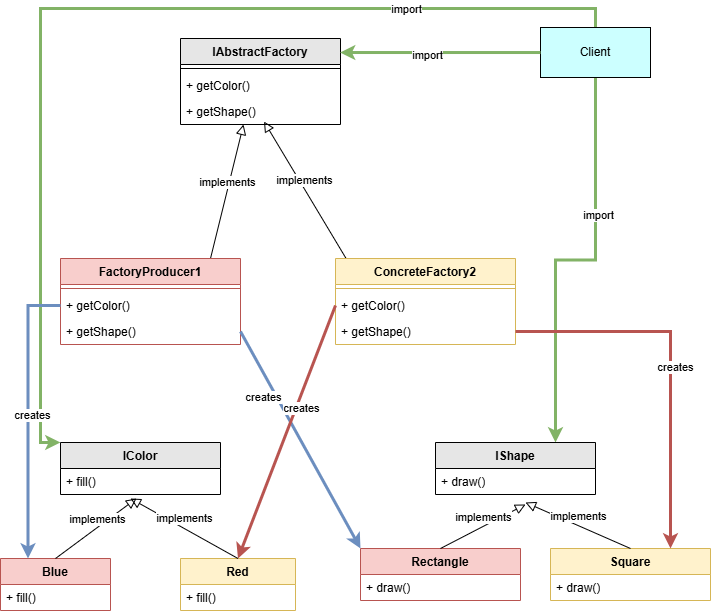 import
IAbstractFactory
Client
import
+ getColor()
+ getShape()
implements
implements
import
FactoryProducer1
ConcreteFactory2
+ getColor()
+ getColor()
+ getShape()
+ getShape()
creates
creates
creates
creates
IColor
IShape
+ fill()
+ draw()
implements
implements
implements
implements
Blue
Red
Rectangle
Square
+ fill()
+ fill()
+ draw()
+ draw()